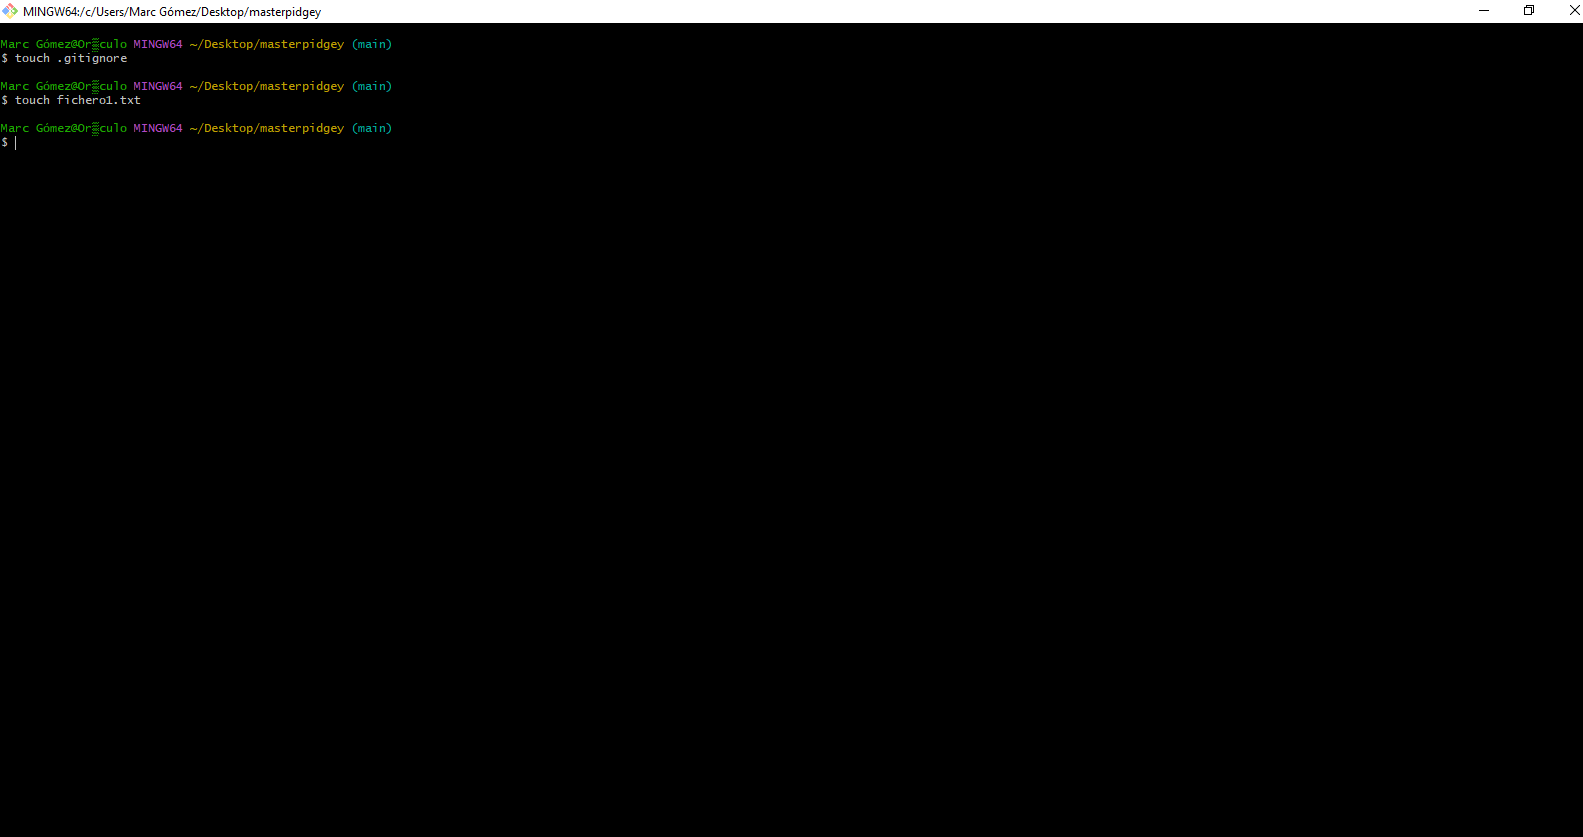 MINGW64:/c/Users/Marc Gómez/Desktop/masterpidgey
Marc Gómez@Or▒culo MINGW64 ~/Desktop/masterpidgey (main)
$ touch .gitignore
Marc Gómez@Or▒culo MINGW64 ~/Desktop/masterpidgey (main)
$ touch fichero1.txt
Marc Gómez@Or▒culo MINGW64 ~/Desktop/masterpidgey (main)
$